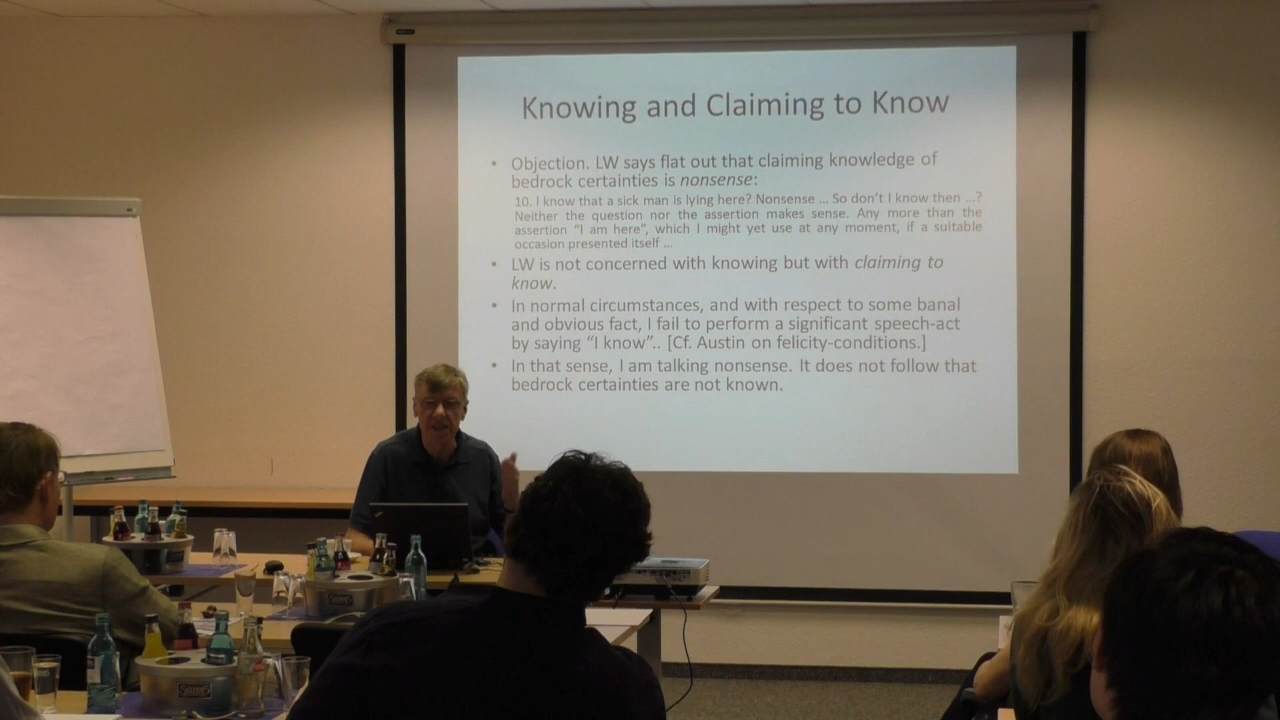 Knowing and Claiming to Know
• Objection. LW says flat out that claiming knowledge of
bedrock certainties is nonsense:
10. I know that a sick man is lying here? Nonsense ... So don't I know then ...?
Neither the question nor the assertion makes sense. Any more than the
assertion "I am here", which I might yet use at any moment, if a suitable
occasion presented itself ...
• LW is not concerned with knowing but with claiming to
know.
• In normal circumstances, and with respect to some banal
and obvious fact, I fail to perform a significant speech-act
by saying "I know".. [Cf. Austin on felicity-conditions.]
• In that sense, I am talking nonsense. It does not follow that
bedrock certainties are not known.